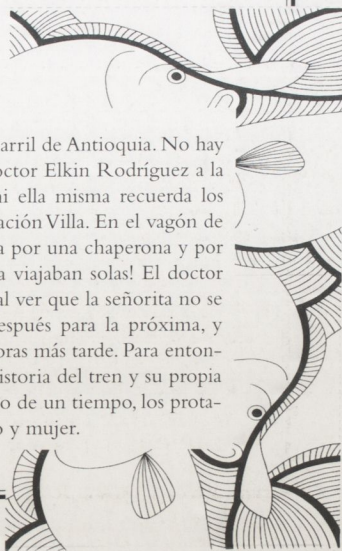 arril de Antioquia. No hay
octor Elkin Rodríguez a la
ni ella misma recuerda los
ación Villa. En el vagón de
a por una chaperona y por
a viajaban solas! El doctor
al ver que la señorita no se
espués para la próxima, y
oras más tarde. Para enton-
istoria del tren y su propia
o de un tiempo, los prota-
o y mujer.